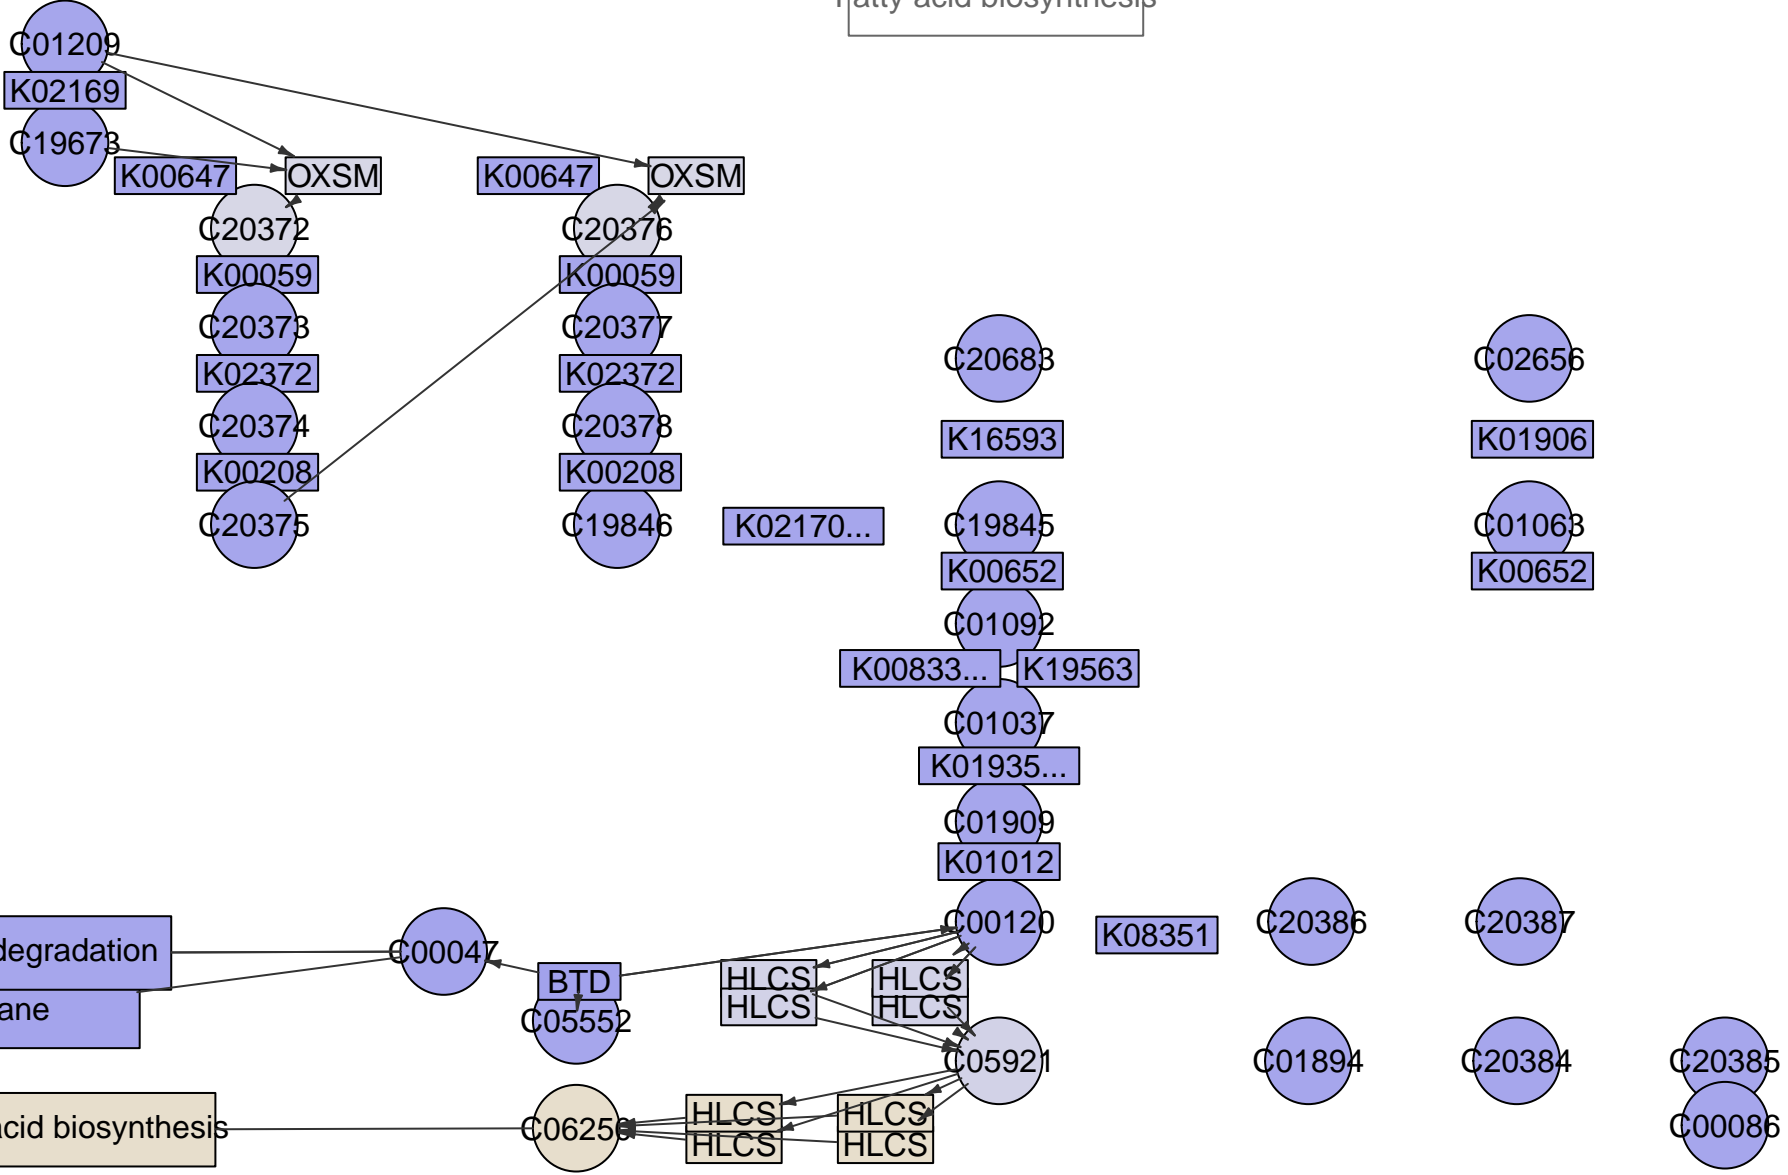 Fatty acid biosynthesis
C01209
K02169
C19673
K00647
OXSM
K00647
OXSM
C20372
C20376
K00059
K00059
C20373
C20377
C20683
C02656
K02372
K02372
C20374
C20378
K16593
K01906
K00208
K00208
C20375
C19846
K02170...
C19845
C01063
K00652
K00652
C01092
K00833...
K19563
C01037
K01935...
C01909
K01012
C00120
K08351
C20386
C20387
degradation
C00047
BTD
HLCS
HLCS
ane
HLCS
HLCS
C05552
C05921
C01894
C20384
C20385
HLCS
HLCS
acid biosynthesis
C06250
C00086
HLCS
HLCS